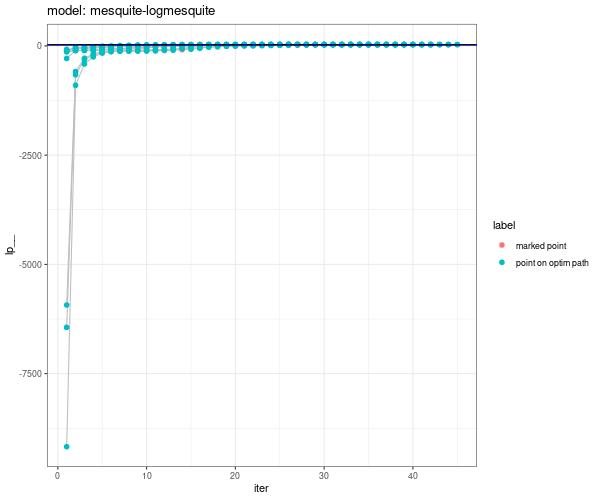 model: mesquite-logmesquite
0
-2500
-5000
-7500
lp__
0
10
20
30
40
iter
label
marked point
point on optim path